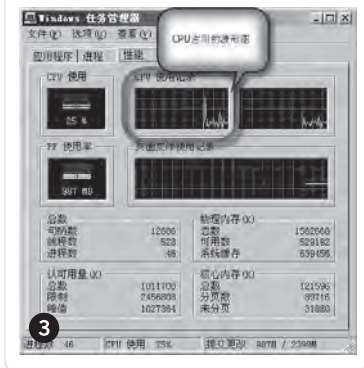 Windows 任务管理器
文件(F) 选项(O) 查看(V)
CPU占用的波形图
应用程序 进程 性能
CPU 使用 CPU 使用记录
25 %
PF 使用率 页面文件使用记录
987 MB
总数 物理内存(K)
句柄数 12606 总数 1562660
线程数 528 可用数 529192
进程数 46 系统缓存 639456
认可用量(K) 核心内存(K)
总数 1011700 总数 121596
限制 2456808 分页数 89716
峰值 1027364 未分页 31880
3
进程数: 46 CPU 使用: 25% 提交更改: 987M / 2399M